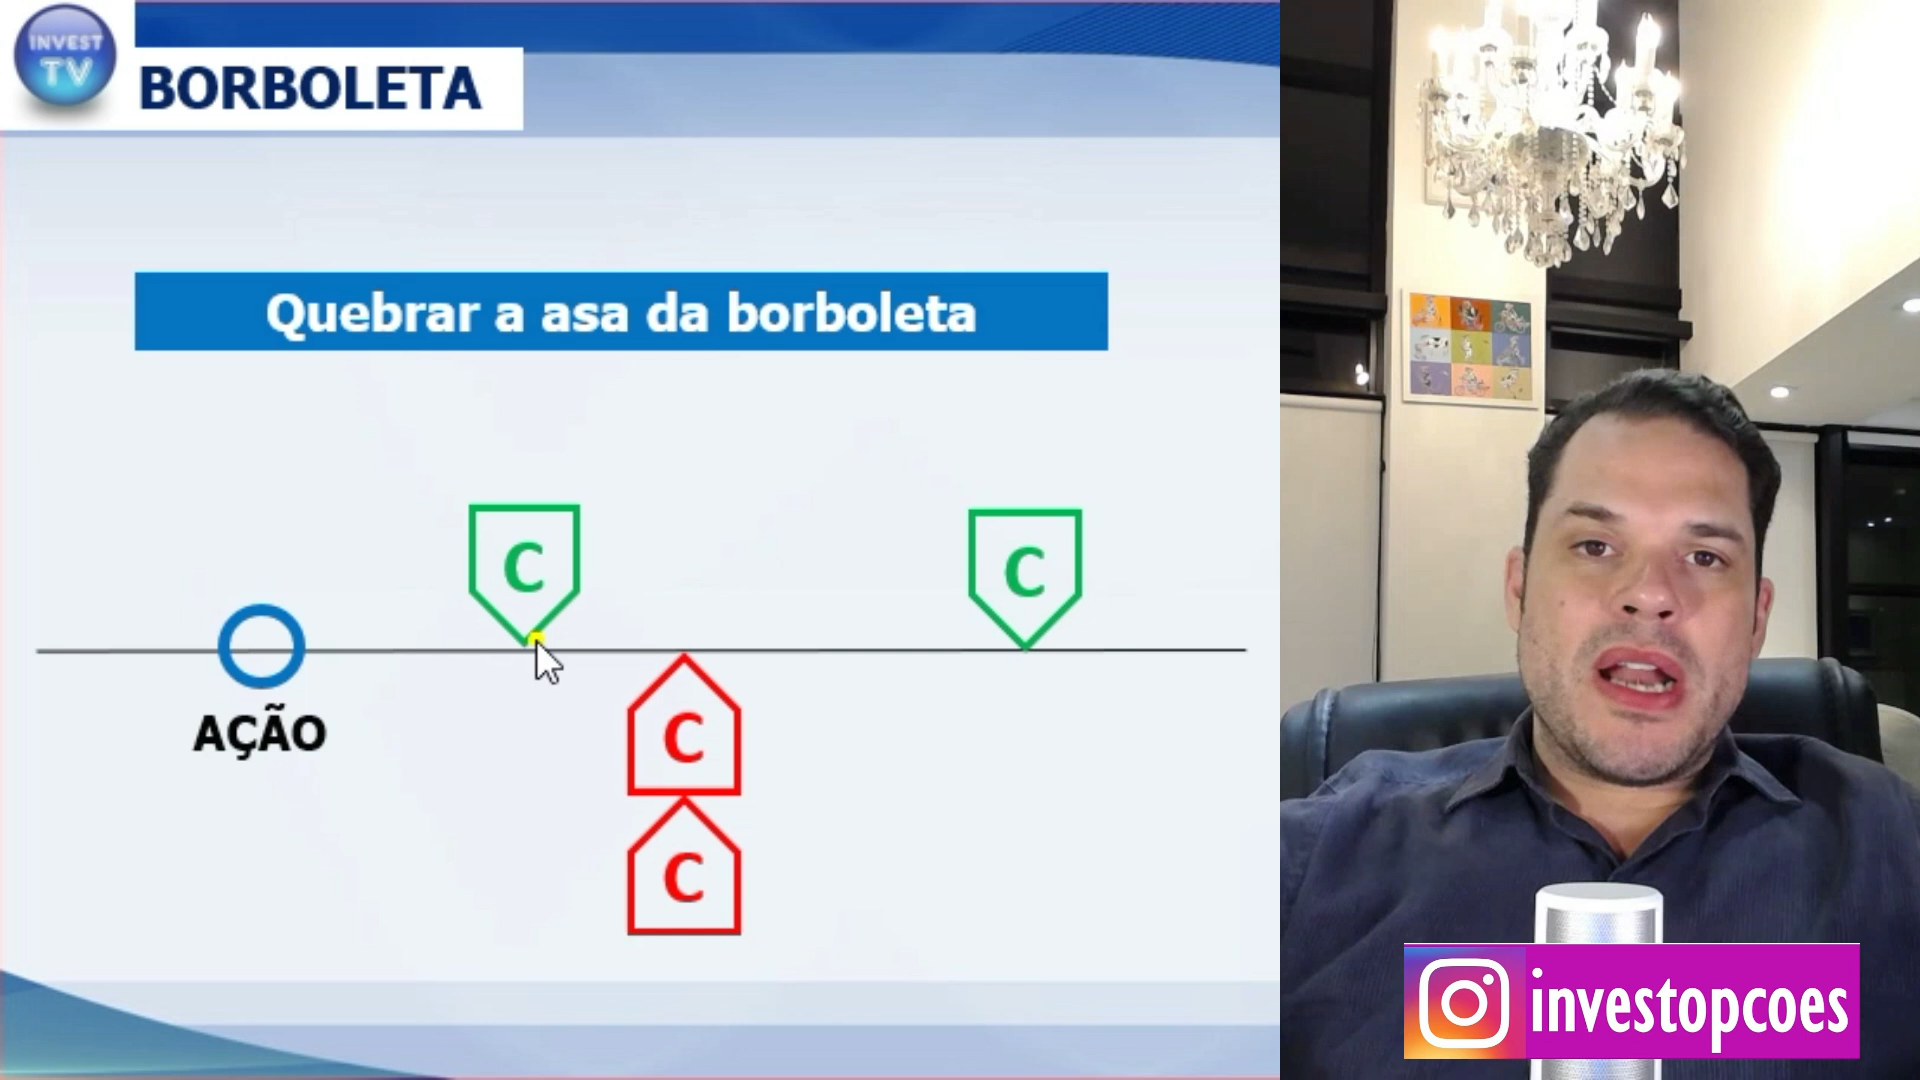 INVEST
TV
BORBOLETA
Quebrar a asa da borboleta
C
C
AÇÃO
C
C
investopcoes